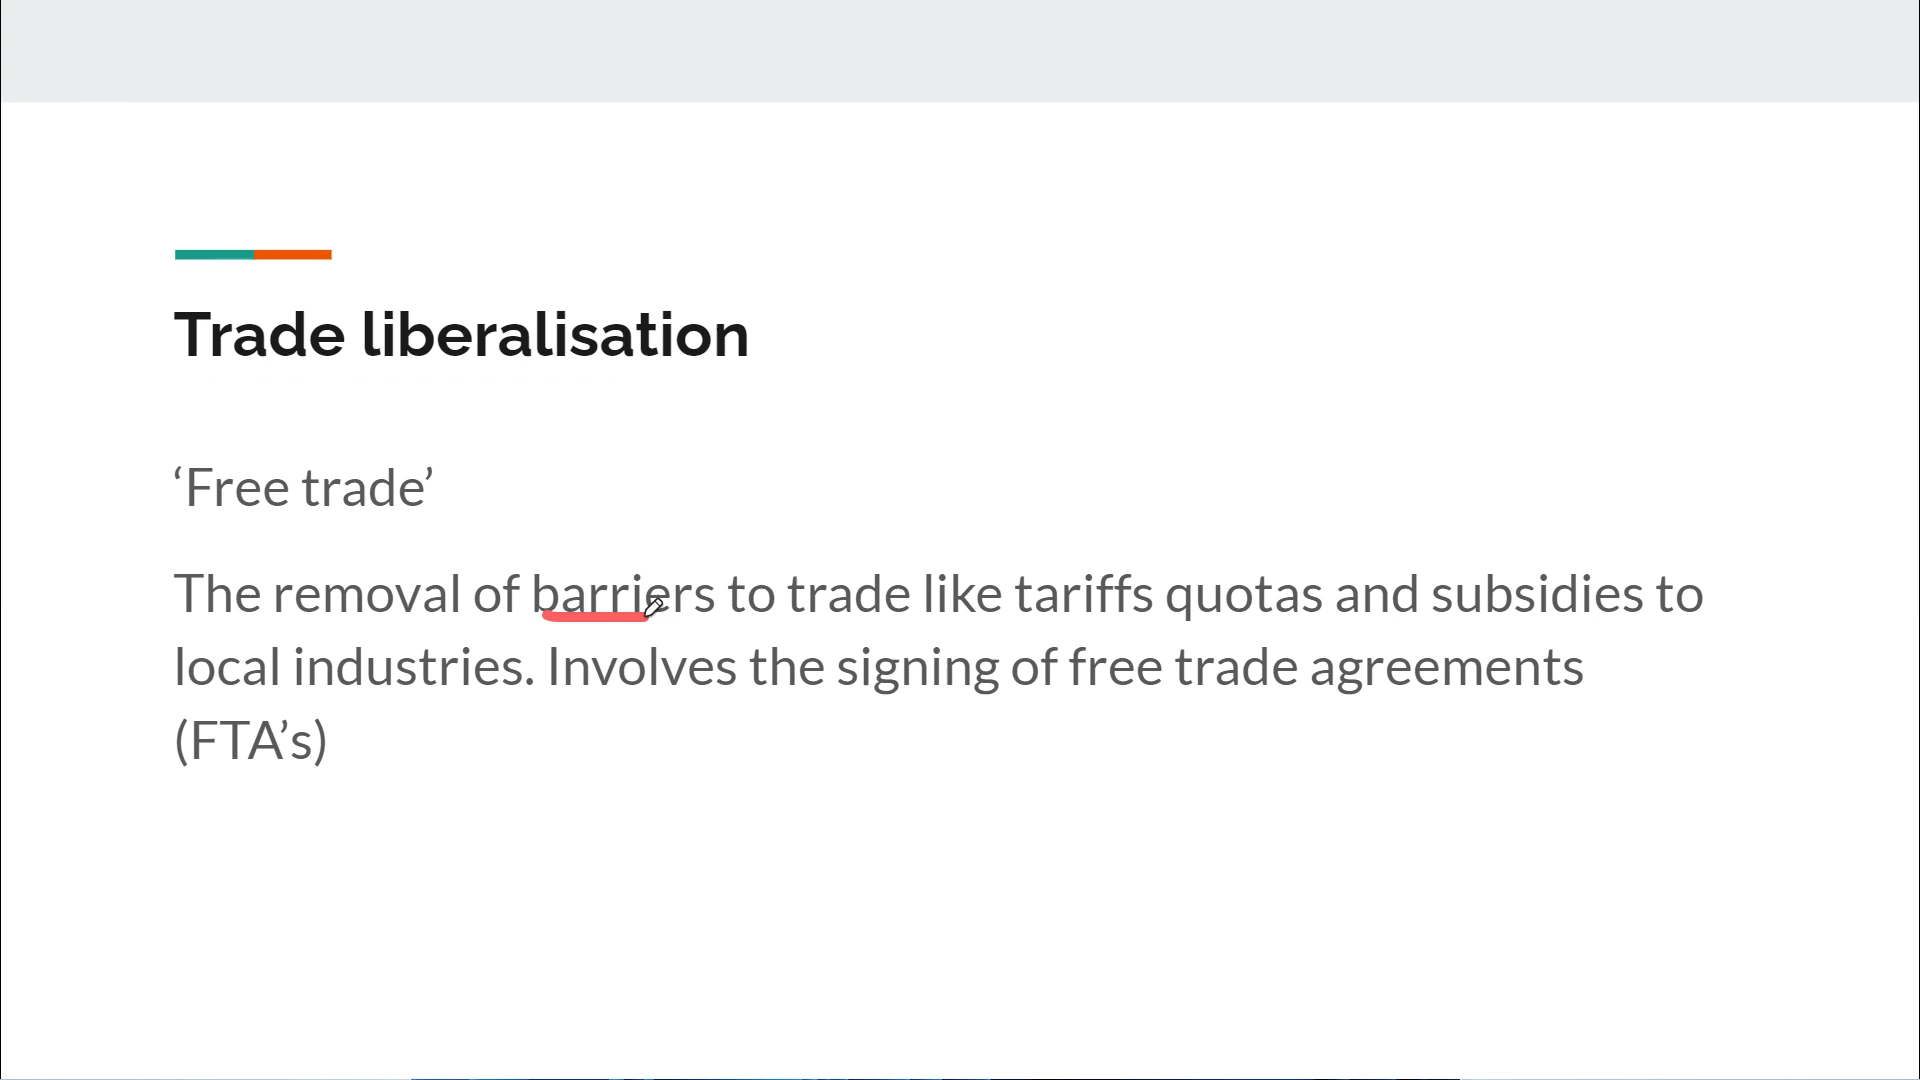 Trade liberalisation
‘Free trade’
The removal of barriers to trade like tariffs quotas and subsidies to
local industries. Involves the signing of free trade agreements
(FTA’s)